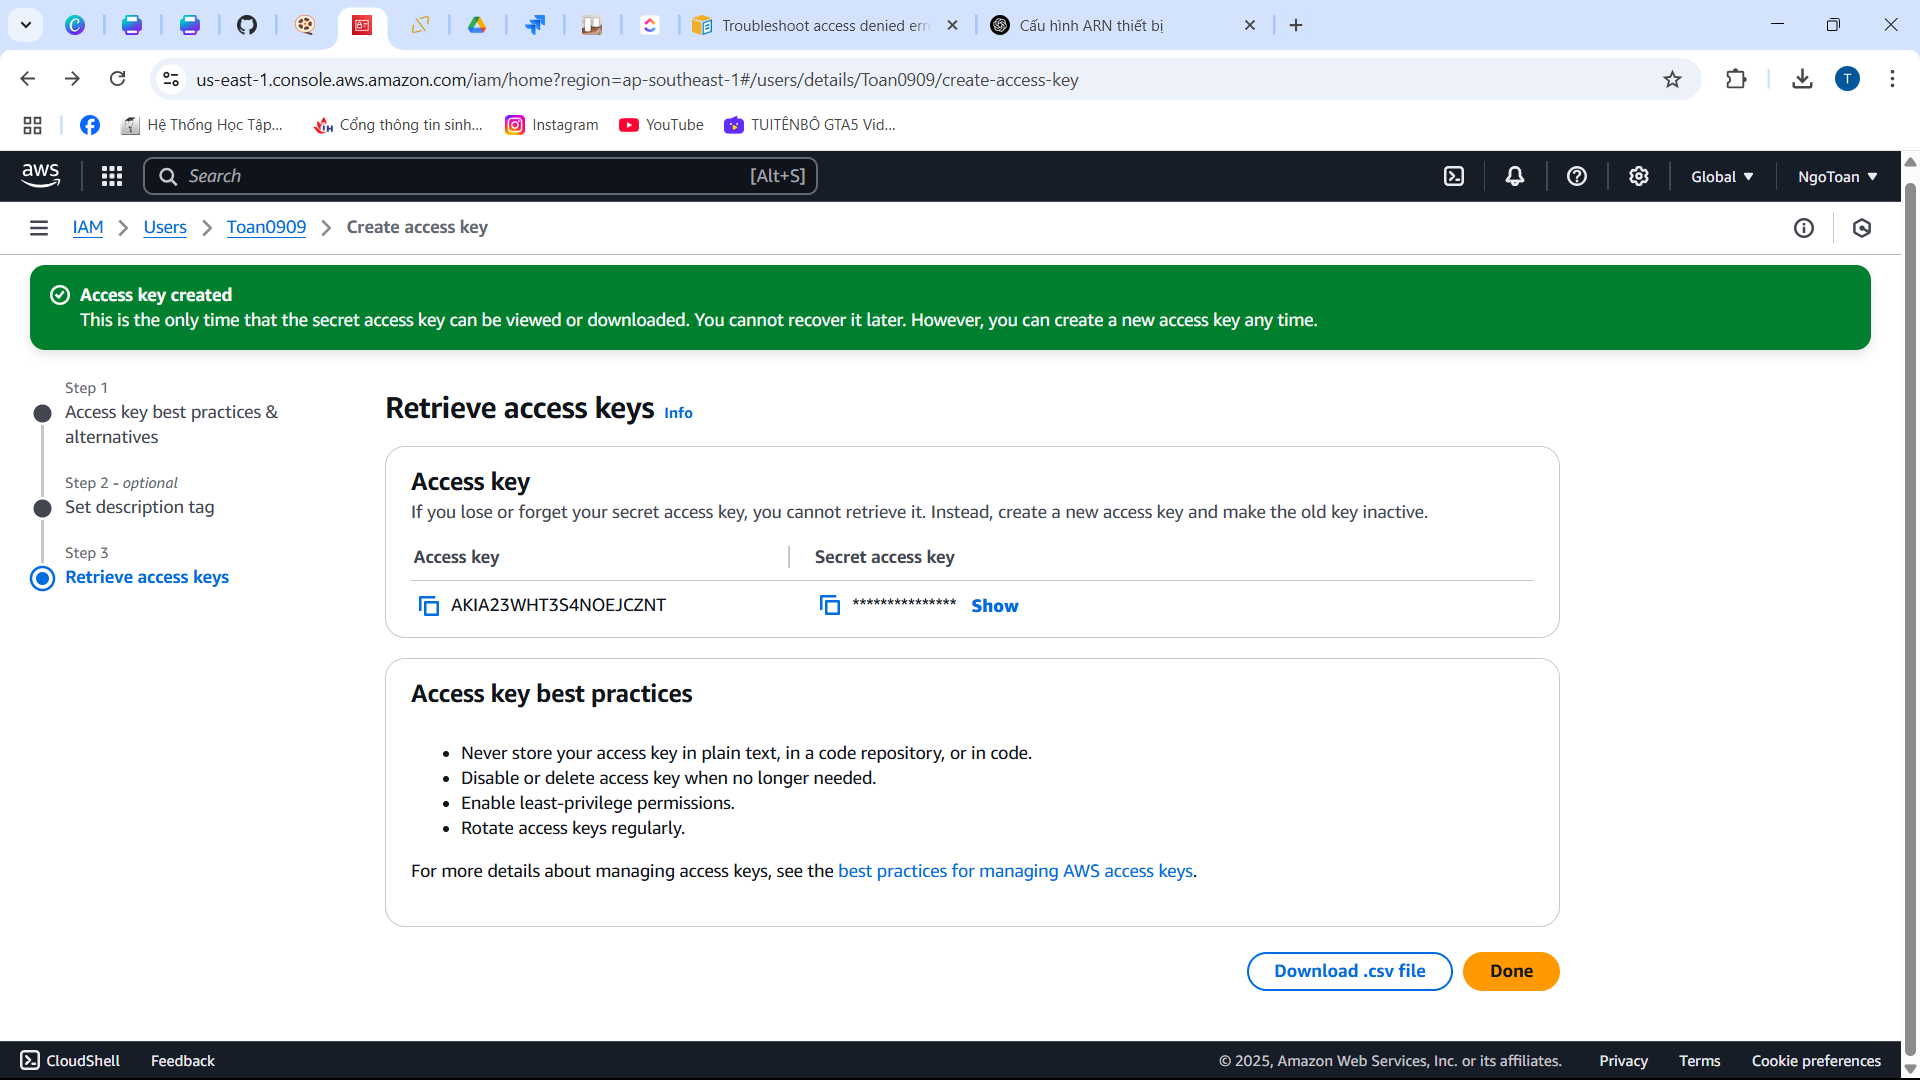 Troubleshoot access denied err
Cấu hình ARN thiết bị
us-east-1.console.aws.amazon.com/iam/home?region=ap-southeast-1#/users/details/Toan0909/create-access-key
T
Hệ Thống Học Tập...
Cổng thông tin sinh...
Instagram
YouTube
TUITÊNBÔ GTA5 Vid...
aws
Search
[Alt+S]
Global
NgoToan
IAM
Users
Toan0909
Create access key
Access key created
This is the only time that the secret access key can be viewed or downloaded. You cannot recover it later. However, you can create a new access key any time.
Step 1
Access key best practices &
alternatives
Step 2 - optional
Set description tag
Step 3
Retrieve access keys
Retrieve access keys Info
Access key
If you lose or forget your secret access key, you cannot retrieve it. Instead, create a new access key and make the old key inactive.
Access key
Secret access key
AKIA23WHT3S4NOEJCZNT
*************** Show
Access key best practices
• Never store your access key in plain text, in a code repository, or in code.
• Disable or delete access key when no longer needed.
• Enable least-privilege permissions.
• Rotate access keys regularly.
For more details about managing access keys, see the best practices for managing AWS access keys.
Download .csv file
Done
CloudShell
Feedback
© 2025, Amazon Web Services, Inc. or its affiliates.
Privacy
Terms
Cookie preferences